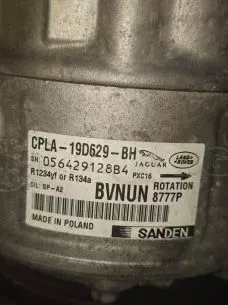 CPLA-19D629-BH
JAGUAR
LAND ROVER
SN: 056429128B4
PXC16
R1234yf or R134a
BVNUN
ROTATION
OIL: SP-A2
8777P
MADE IN POLAND
SANDEN